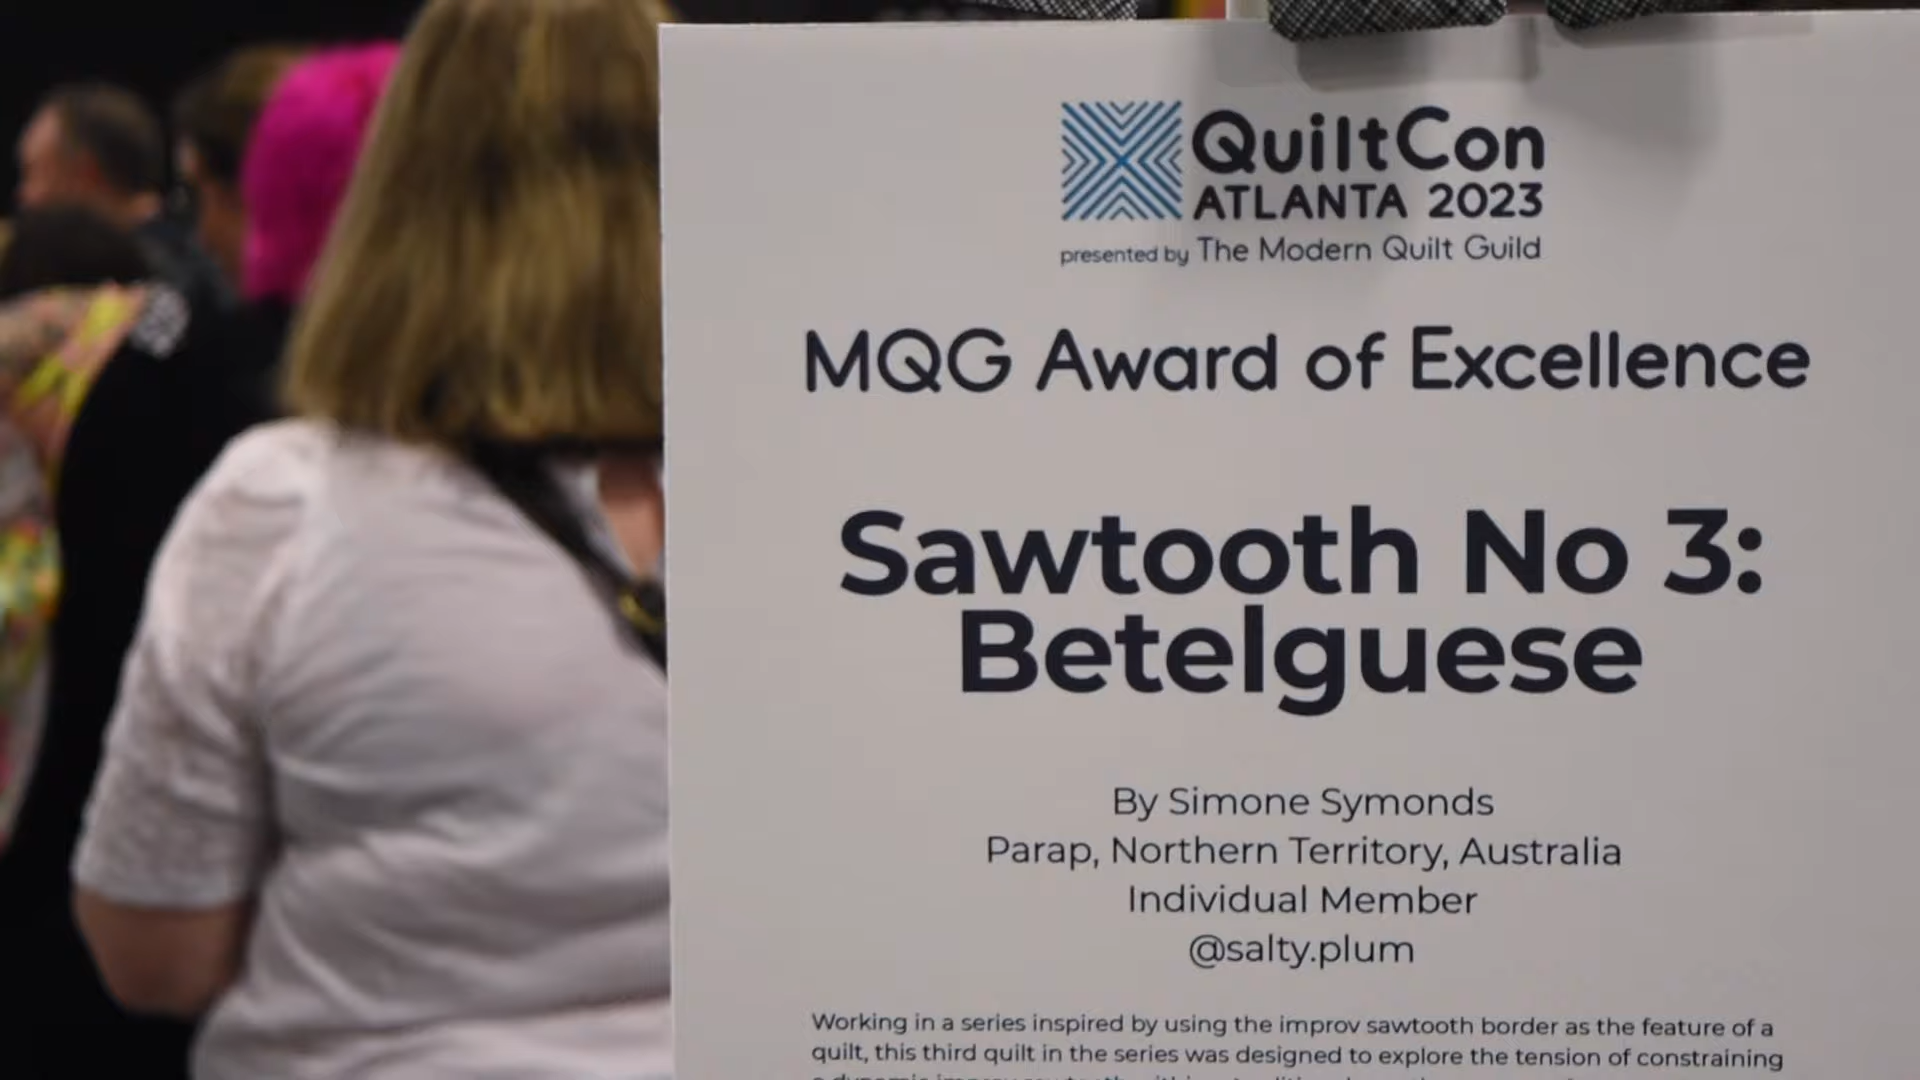 QuiltCon
ATLANTA 2023
presented by The Modern Quilt Guild
MQG Award of Excellence
Sawtooth No 3:
Betelguese
By Simone Symonds
Parap, Northern Territory, Australia
Individual Member
@salty.plum
Working in a series inspired by using the improv sawtooth border as the feature of a
quilt, this third quilt in the series was designed to explore the tension of constraining